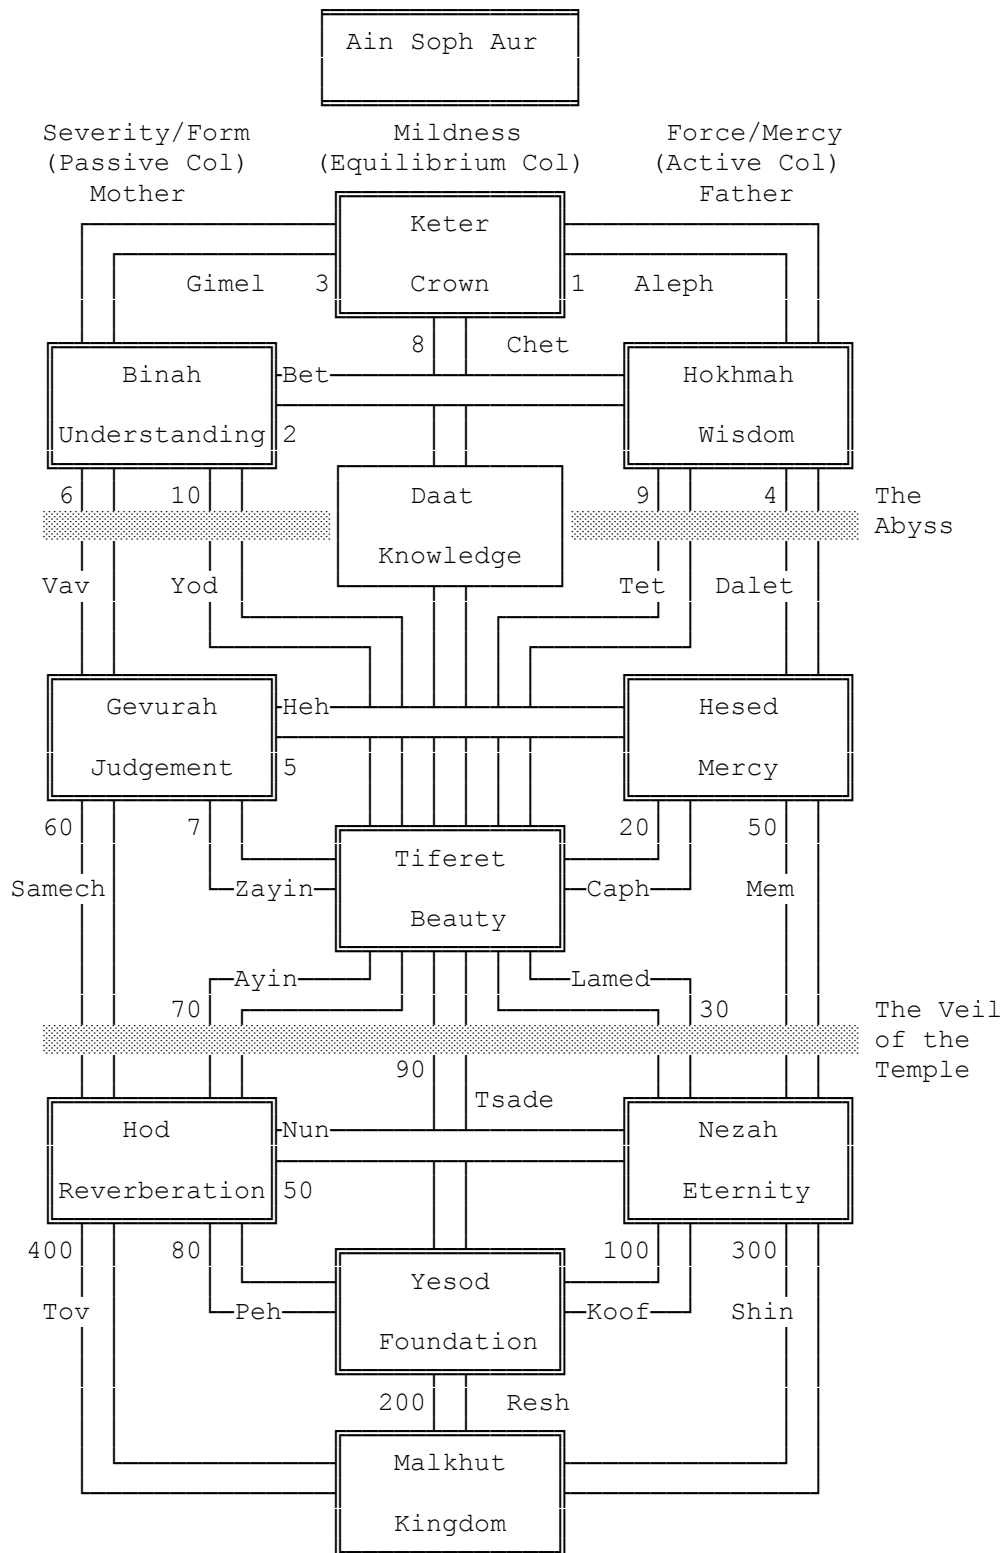 Ain Soph Aur
Severity/Form Mildness Force/Mercy
(Passive Col) (Equilibrium Col) (Active Col)
Mother Father
Keter
Gimel 3 Crown 1 Aleph
8 Chet
Binah Bet Hokhmah
Understanding 2 Wisdom
6 10 Daat 9 4 The
Abyss
Knowledge
Vav Yod Tet Dalet
Gevurah Heh Hesed
Judgement 5 Mercy
60 7 20 50
Tiferet
Samech Zayin Caph Mem
Beauty
Ayin Lamed
70 30 The Veil
of the
90 Temple
Tsade
Hod Nun Nezah
Reverberation 50 Eternity
400 80 100 300
Yesod
Tov Peh Koof Shin
Foundation
200 Resh
Malkhut
Kingdom